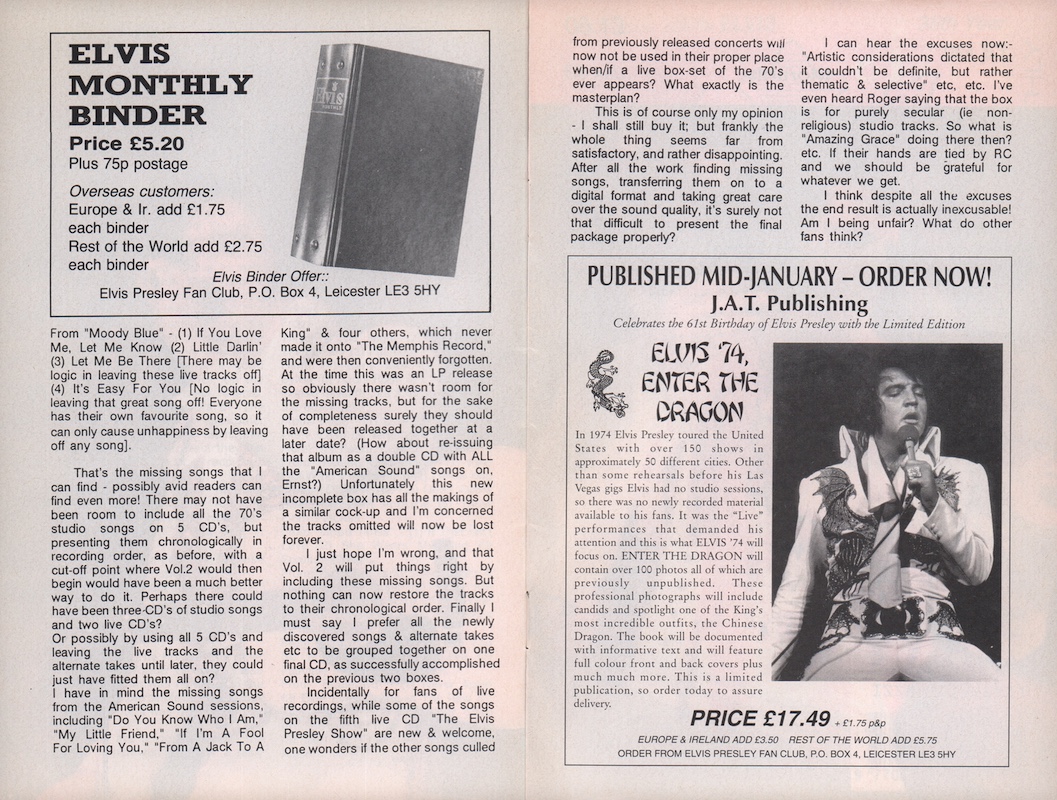 ELVIS
MONTHLY
BINDER
Price £5.20
Plus 75p postage
Overseas customers:
Europe & Ir. add £1.75
each binder
Rest of the World add £2.75
each binder
Elvis Binder Offer::
Elvis Presley Fan Club, P.O. Box 4, Leicester LE3 5HY
ELVIS
MONTHLY
From "Moody Blue" - (1) If You Love
Me, Let Me Know (2) Little Darlin'
(3) Let Me Be There [There may be
logic in leaving these live tracks off]
(4) It's Easy For You [No logic in
leaving that great song off! Everyone
has their own favourite song, so it
can only cause unhappiness by leaving
off any song].
That's the missing songs that I
can find - possibly avid readers can
find even more! There may not have
been room to include all the 70's
studio songs on 5 CD's, but
presenting them chronologically in
recording order, as before, with a
cut-off point where Vol.2 would then
begin would have been a much better
way to do it. Perhaps there could
have been three-CD's of studio songs
and two live CD's?
Or possibly by using all 5 CD's and
leaving the live tracks and the
alternate takes until later, they could
just have fitted them all on?
I have in mind the missing songs
from the American Sound sessions,
including "Do You Know Who I Am,"
"My Little Friend," "If I'm A Fool
For Loving You," "From A Jack To A
King" & four others, which never
made it onto "The Memphis Record,"
and were then conveniently forgotten.
At the time this was an LP release
so obviously there wasn't room for
the missing tracks, but for the sake
of completeness surely they should
have been released together at a
later date? (How about re-issuing
that album as a double CD with ALL
the "American Sound" songs on,
Ernst?) Unfortunately this new
incomplete box has all the makings of
a similar cock-up and I'm concerned
the tracks omitted will now be lost
forever.
I just hope I'm wrong, and that
Vol. 2 will put things right by
including these missing songs. But
nothing can now restore the tracks
to their chronological order. Finally I
must say I prefer all the newly
discovered songs & alternate takes
etc to be grouped together on one
final CD, as successfully accomplished
on the previous two boxes.
Incidentally for fans of live
recordings, while some of the songs
on the fifth live CD "The Elvis
Presley Show" are new & welcome,
one wonders if the other songs culled
from previously released concerts will
now not be used in their proper place
when/if a live box-set of the 70's
ever appears? What exactly is the
masterplan?
This is of course only my opinion
- I shall still buy it; but frankly the
whole thing seems far from
satisfactory, and rather disappointing.
After all the work finding missing
songs, transferring them on to a
digital format and taking great care
over the sound quality, it's surely not
that difficult to present the final
package properly?
I can hear the excuses now:-
"Artistic considerations dictated that
it couldn't be definite, but rather
thematic & selective" etc, etc. I've
even heard Roger saying that the box
is for purely secular (ie non-
religious) studio tracks. So what is
"Amazing Grace" doing there then?
etc. If their hands are tied by RC
and we should be grateful for
whatever we get.
I think despite all the excuses
the end result is actually inexcusable!
Am I being unfair? What do other
fans think?
PUBLISHED MID-JANUARY – ORDER NOW!
J.A.T. Publishing
Celebrates the 61st Birthday of Elvis Presley with the Limited Edition
ELVIS '74,
ENTER THE
DRAGON
In 1974 Elvis Presley toured the United
States with over 150 shows in
approximately 50 different cities. Other
than some rehearsals before his Las
Vegas gigs Elvis had no studio sessions,
so there was no newly recorded material
available to his fans. It was the "Live"
performances that demanded his
attention and this is what ELVIS '74 will
focus on. ENTER THE DRAGON will
contain over 100 photos all of which are
previously unpublished. These
professional photographs will include
candids and spotlight one of the King's
most incredible outfits, the Chinese
Dragon. The book will be documented
with informative text and will feature
full colour front and back covers plus
much much more. This is a limited
publication, so order today to assure
delivery.
PRICE £17.49 + £1.75 p&p
EUROPE & IRELAND ADD £3.50 REST OF THE WORLD ADD £5.75
ORDER FROM ELVIS PRESLEY FAN CLUB, P.O. BOX 4, LEICESTER LE3 5HY